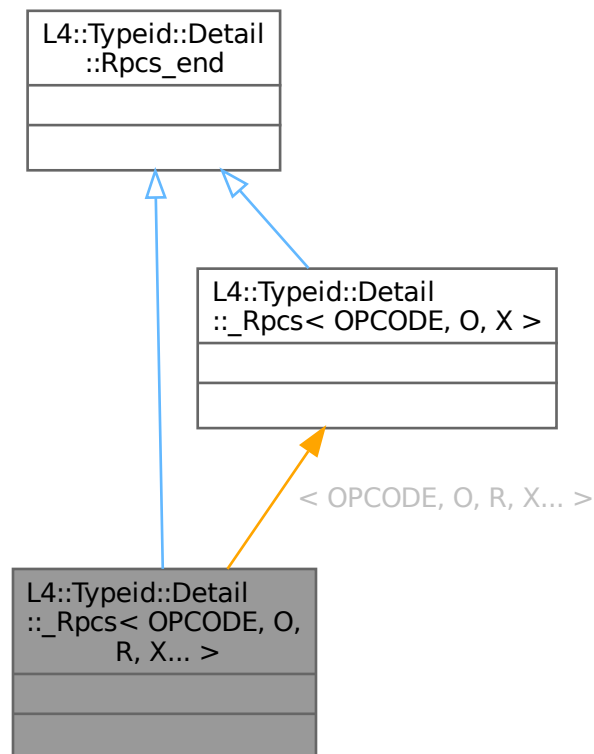 L4::Typeid::Detail
::Rpcs_end
L4::Typeid::Detail
::_Rpcs< OPCODE, O, X >
< OPCODE, O, R, X... >
L4::Typeid::Detail
::_Rpcs< OPCODE, O,
R, X... >